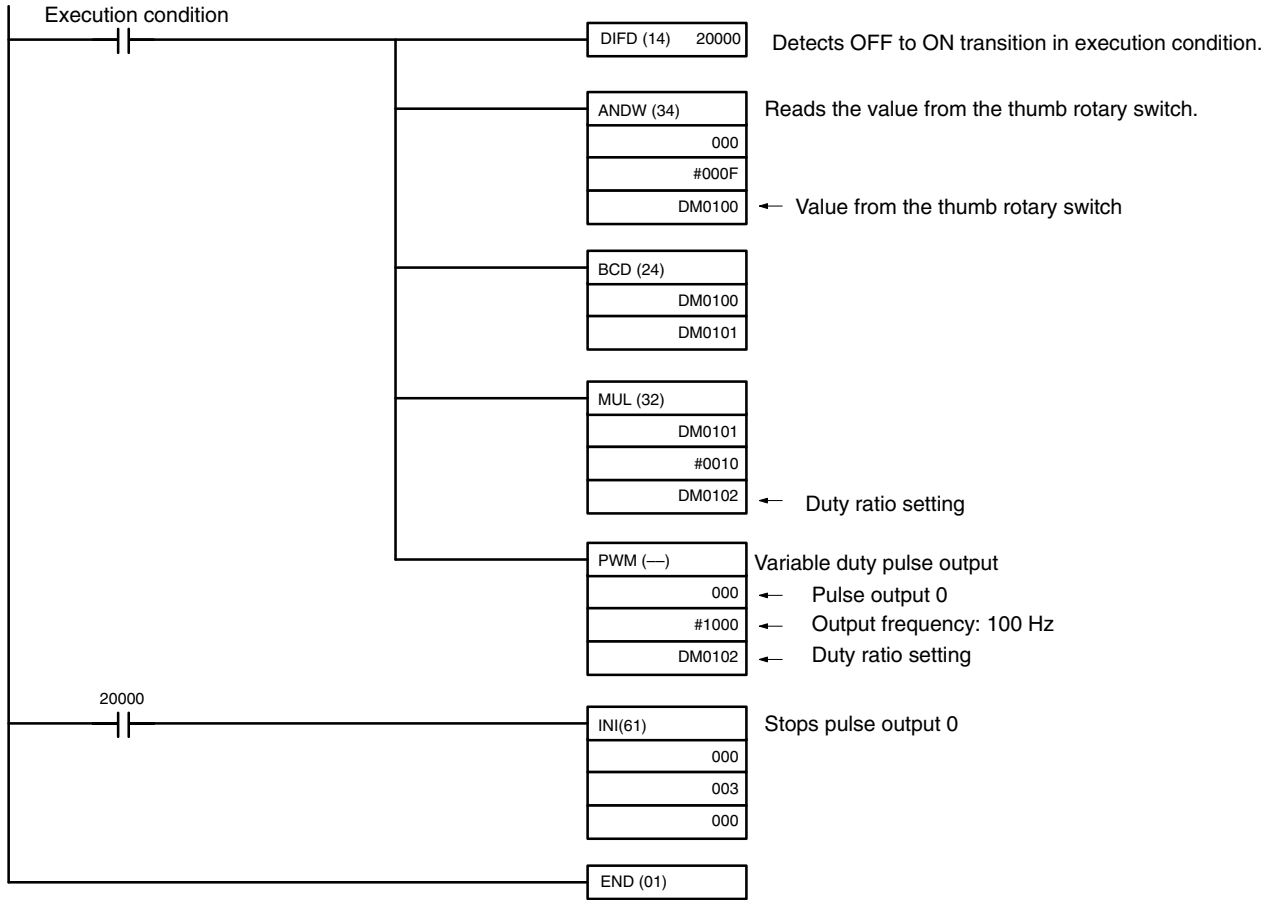 Execution condition
DIFD (14) 20000 Detects OFF to ON transition in execution condition.
ANDW (34) Reads the value from the thumb rotary switch.
000
#000F
DM0100 ← Value from the thumb rotary switch
BCD (24)
DM0100
DM0101
MUL (32)
DM0101
#0010
DM0102 ← Duty ratio setting
PWM (––) Variable duty pulse output
000 ← Pulse output 0
#1000 ← Output frequency: 100 Hz
DM0102 ← Duty ratio setting
20000
INI(61) Stops pulse output 0
000
003
000
END (01)